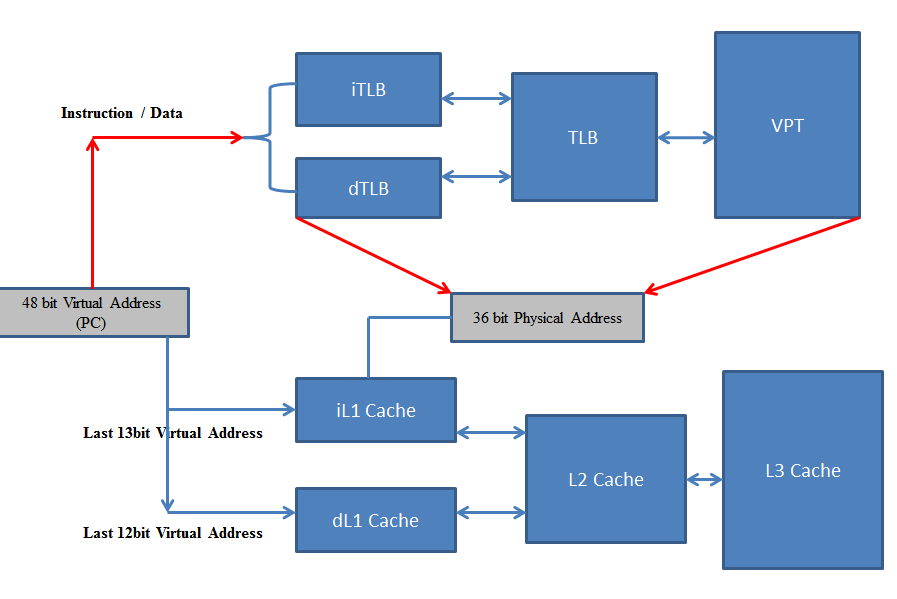 iTLB
Instruction / Data
TLB
VPT
dTLB
48 bit Virtual Address
(PC)
36 bit Physical Address
iL1 Cache
Last 13bit Virtual Address
L2 Cache
L3 Cache
dL1 Cache
Last 12bit Virtual Address